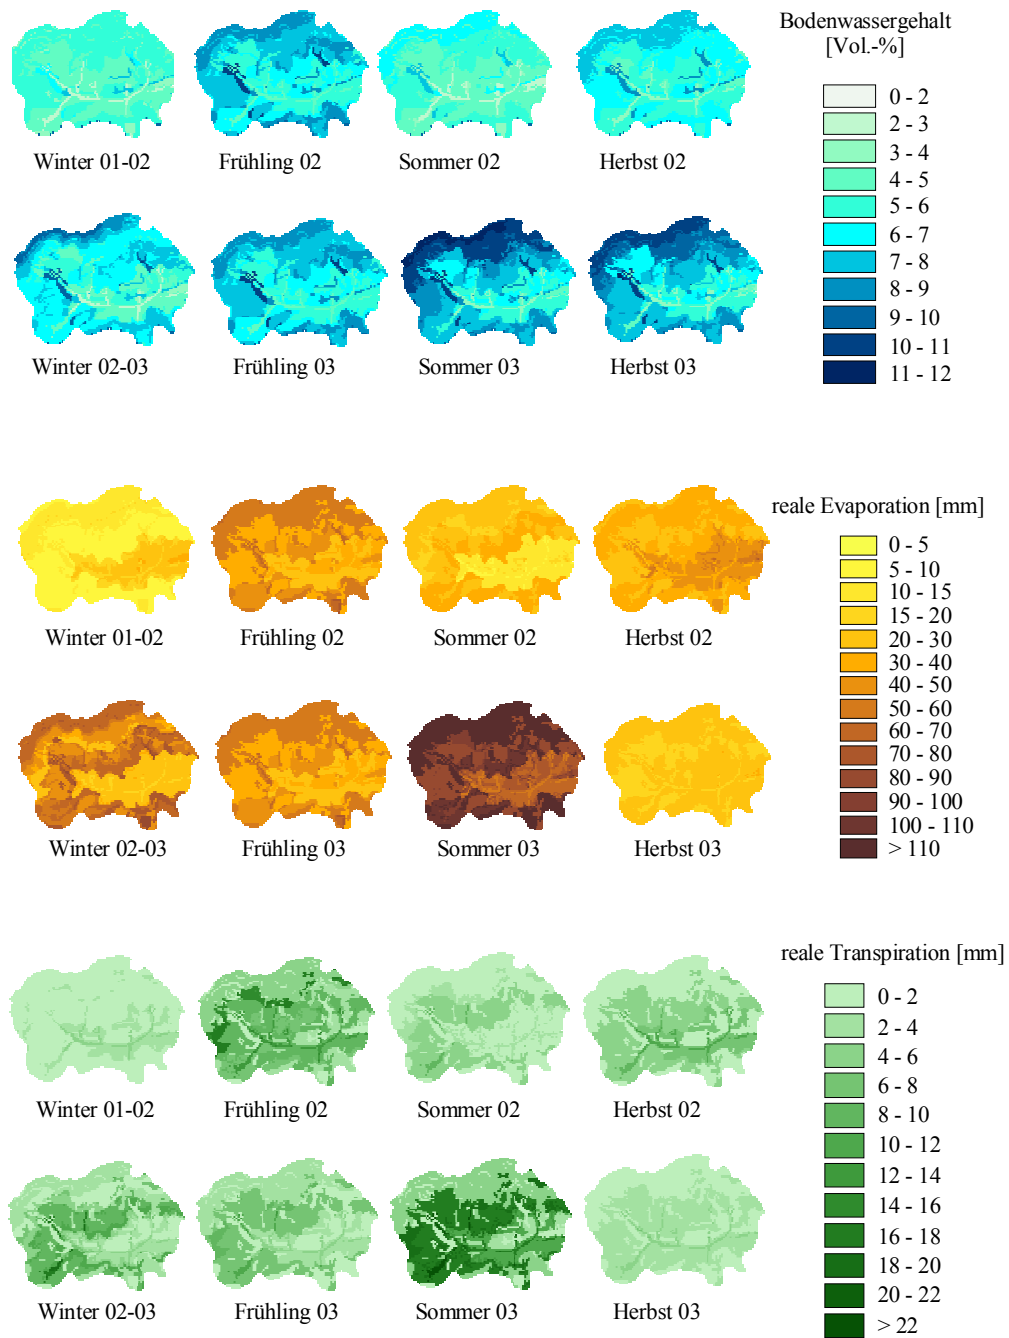 Bodenwassergehalt
[Vol.-%]
0 - 2
2 - 3
3 - 4
4 - 5
5 - 6
6 - 7
7 - 8
8 - 9
9 - 10
10 - 11
11 - 12
Winter 01-02
Frühling 02
Sommer 02
Herbst 02
Winter 02-03
Frühling 03
Sommer 03
Herbst 03
reale Evaporation [mm]
0 - 5
5 - 10
10 - 15
15 - 20
20 - 30
30 - 40
40 - 50
50 - 60
60 - 70
70 - 80
80 - 90
90 - 100
100 - 110
> 110
Winter 01-02
Frühling 02
Sommer 02
Herbst 02
Winter 02-03
Frühling 03
Sommer 03
Herbst 03
reale Transpiration [mm]
0 - 2
2 - 4
4 - 6
6 - 8
8 - 10
10 - 12
12 - 14
14 - 16
16 - 18
18 - 20
20 - 22
> 22
Winter 01-02
Frühling 02
Sommer 02
Herbst 02
Winter 02-03
Frühling 03
Sommer 03
Herbst 03